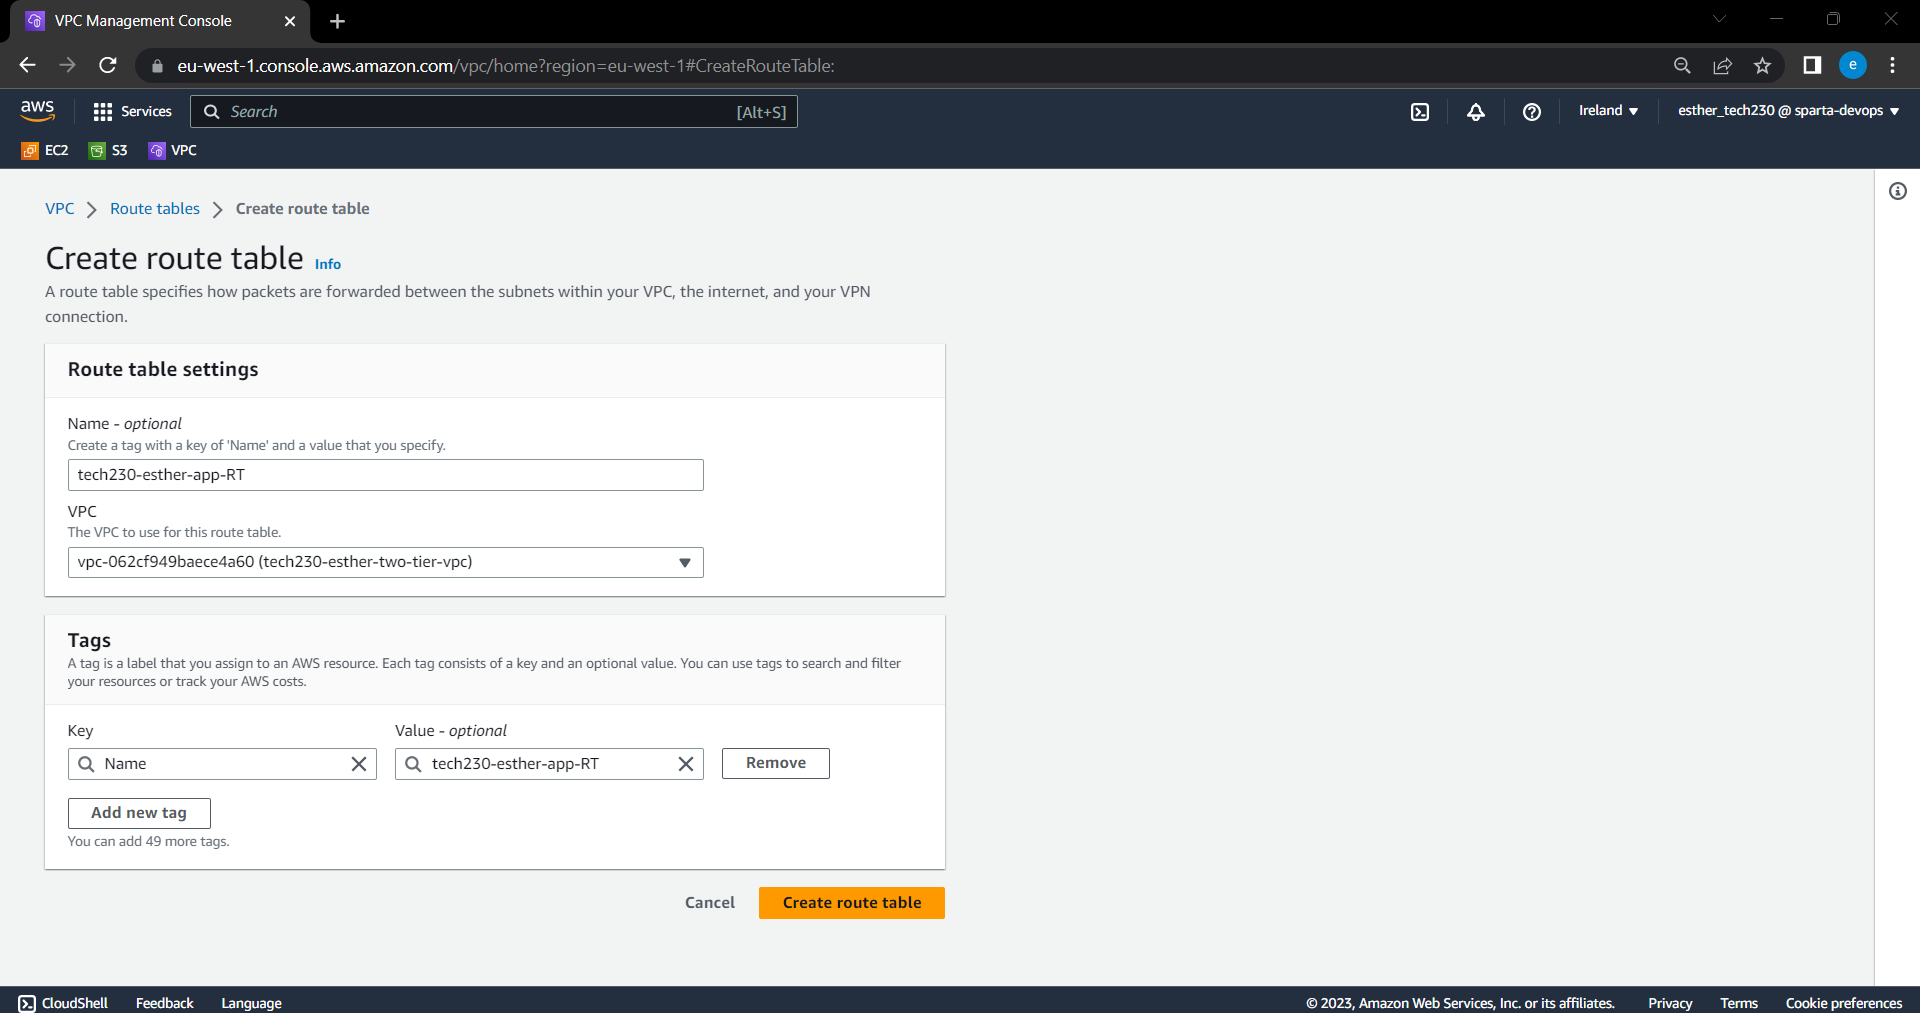 VPC Management Console
eu-west-1.console.aws.amazon.com/vpc/home?region=eu-west-1#CreateRouteTable:
e
aws
Services
Search
[Alt+S]
Ireland
esther_tech230 @ sparta-devops
EC2
S3
VPC
VPC
Route tables
Create route table
Create route table
Info
A route table specifies how packets are forwarded between the subnets within your VPC, the internet, and your VPN
connection.
Route table settings
Name - optional
Create a tag with a key of 'Name' and a value that you specify.
tech230-esther-app-RT
VPC
The VPC to use for this route table.
vpc-062cf949baece4a60 (tech230-esther-two-tier-vpc)
Tags
A tag is a label that you assign to an AWS resource. Each tag consists of a key and an optional value. You can use tags to search and filter
your resources or track your AWS costs.
Key
Value - optional
Name
tech230-esther-app-RT
Remove
Add new tag
You can add 49 more tags.
Cancel
Create route table
CloudShell
Feedback
Language
© 2023, Amazon Web Services, Inc. or its affiliates.
Privacy
Terms
Cookie preferences